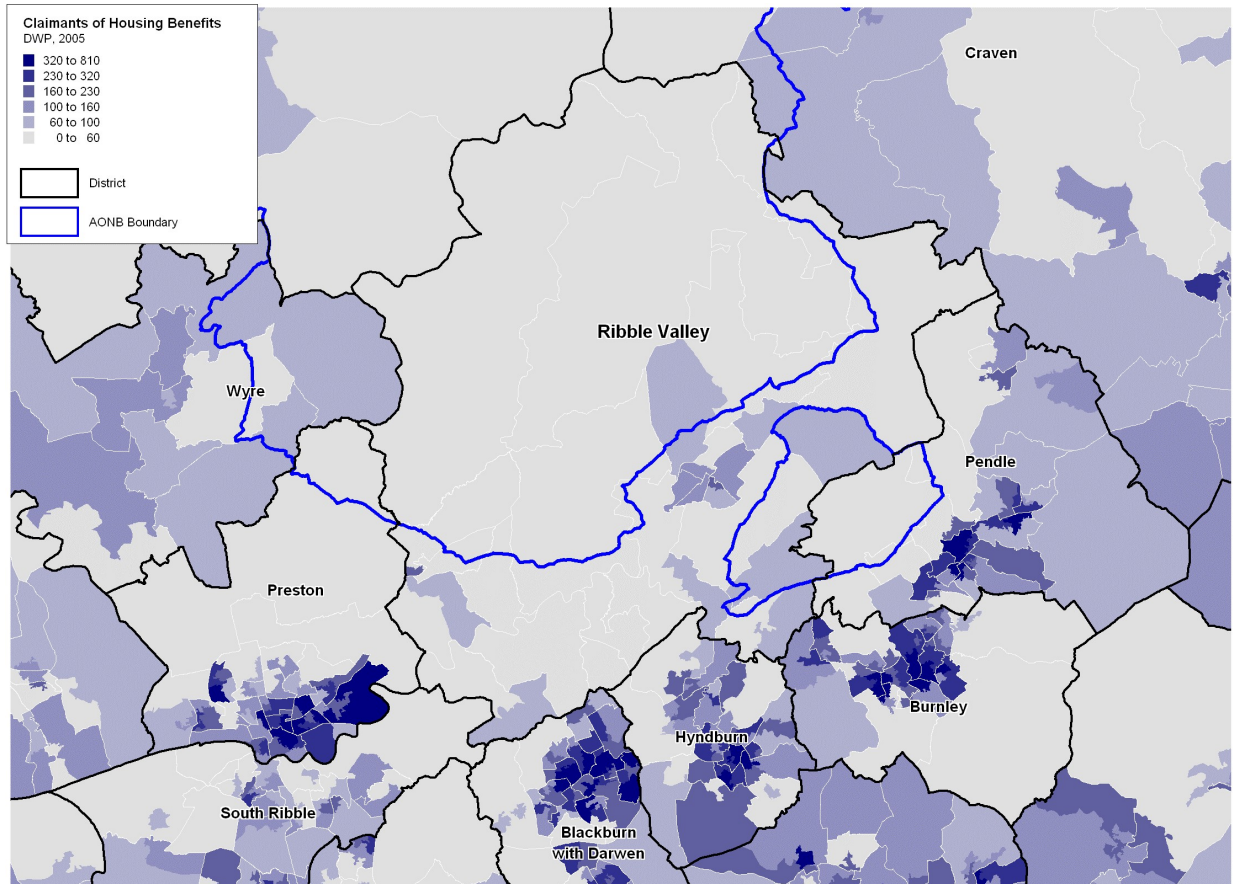 Claimants of Housing Benefits
DWP, 2005
320 to 810
230 to 320
160 to 230
100 to 160
60 to 100
0 to 60
District
AONB Boundary
Craven
Ribble Valley
Wyre
Pendle
Preston
Burnley
Hyndburn
South Ribble
Blackburn
with Darwen